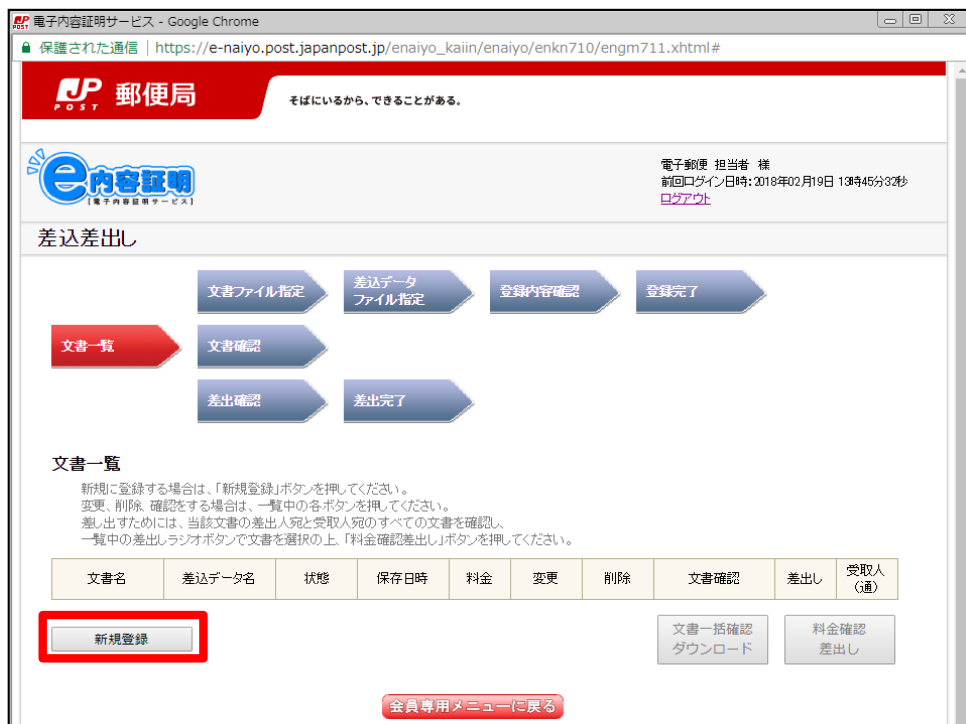 電子内容証明サービス - Google Chrome
保護された通信 | https://e-naiyo.post.japanpost.jp/enaiyo_kaiin/enaiyo/enkn710/engm711.xhtml#
JP POST 郵便局 そばにいるから、できることがある。
e内容証明
[電子内容証明サービス]
電子郵便 担当者 様
前回ログイン日時:2018年02月19日 13時45分32秒
ログアウト
差込差出し
文書ファイル指定
差込データ
ファイル指定
登録内容確認
登録完了
文書一覧
文書確認
差出確認
差出完了
文書一覧
新規に登録する場合は、「新規登録」ボタンを押してください。
変更、削除、確認をする場合は、一覧中の各ボタンを押してください。
差し出すためには、当該文書の差出人宛と受取人宛のすべての文書を確認し、
一覧中の差出しラジオボタンで文書を選択の上、「料金確認差出し」ボタンを押してください。
文書名 差込データ名 状態 保存日時 料金 変更 削除 文書確認 差出し 受取人
(通)
新規登録
文書一括確認
ダウンロード
料金確認
差出し
会員専用メニューに戻る